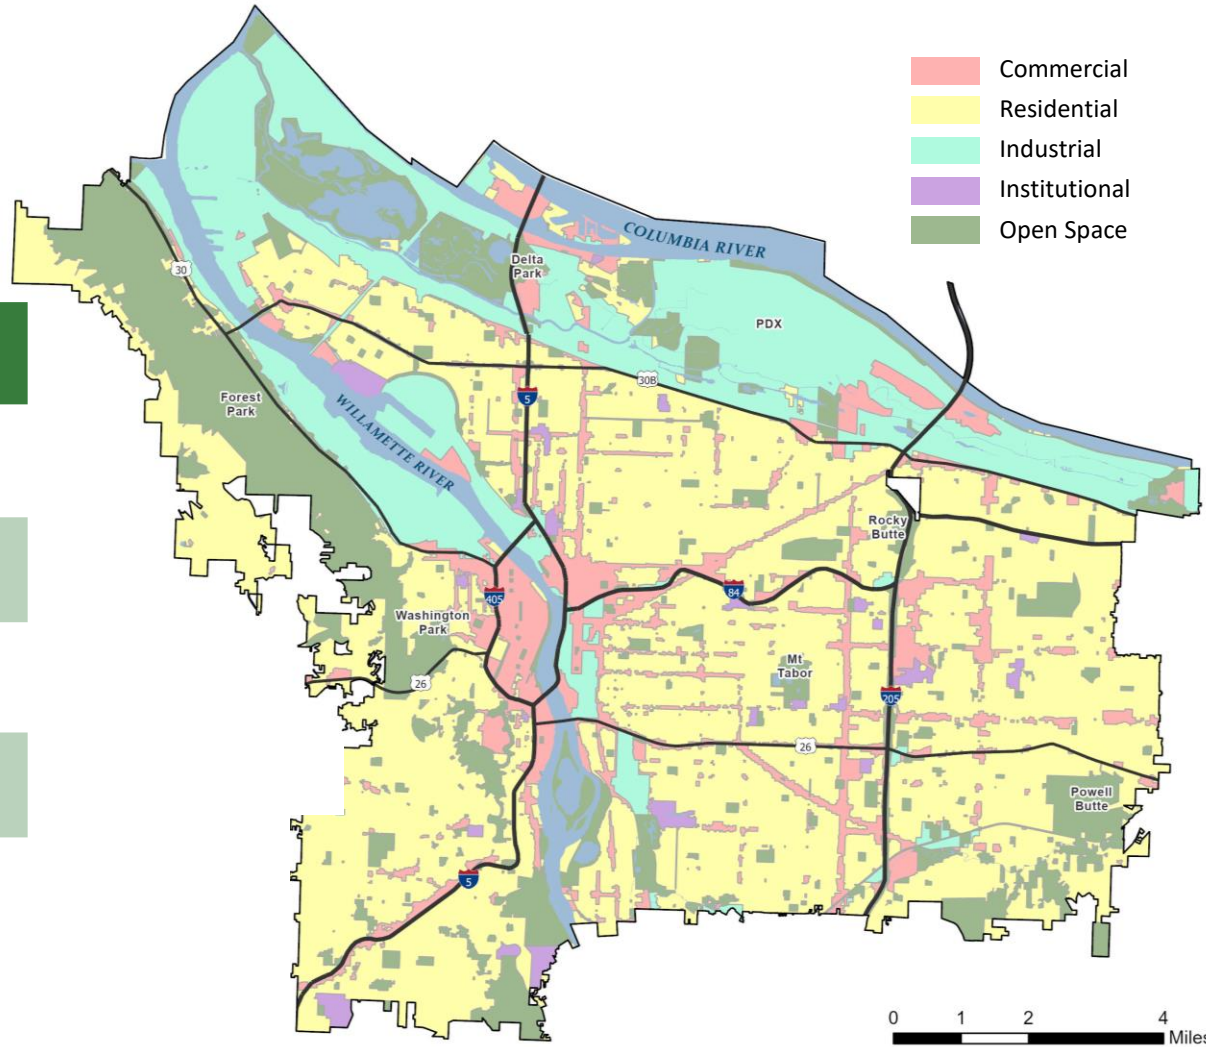 Commercial
Residential
Industrial
Institutional
Open Space
COLUMBIA RIVER
Delta
Park
30
PDX
30B
5
Forest
Park
WILLAMETTE RIVER
Rocky
Butte
84
405
Washington
Park
26
Mt
Tabor
205
26
Powell
Butte
5
0 1 2 4
Miles